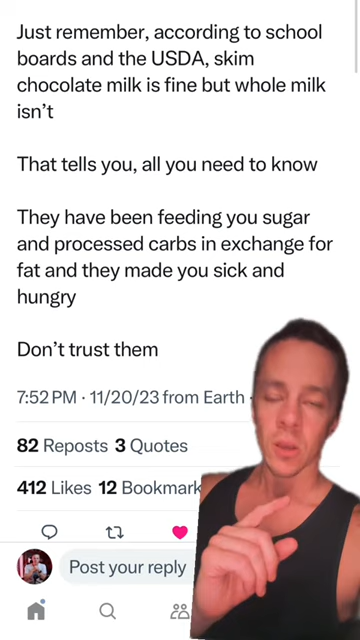 Just remember, according to school
boards and the USDA, skim
chocolate milk is fine but whole milk
isn't
That tells you, all you need to know
They have been feeding you sugar
and processed carbs in exchange for
fat and they made you sick and
hungry
Don't trust them
7:52 PM · 11/20/23 from Earth ·
82 Reposts 3 Quotes
412 Likes 12 Bookmark
Post your reply